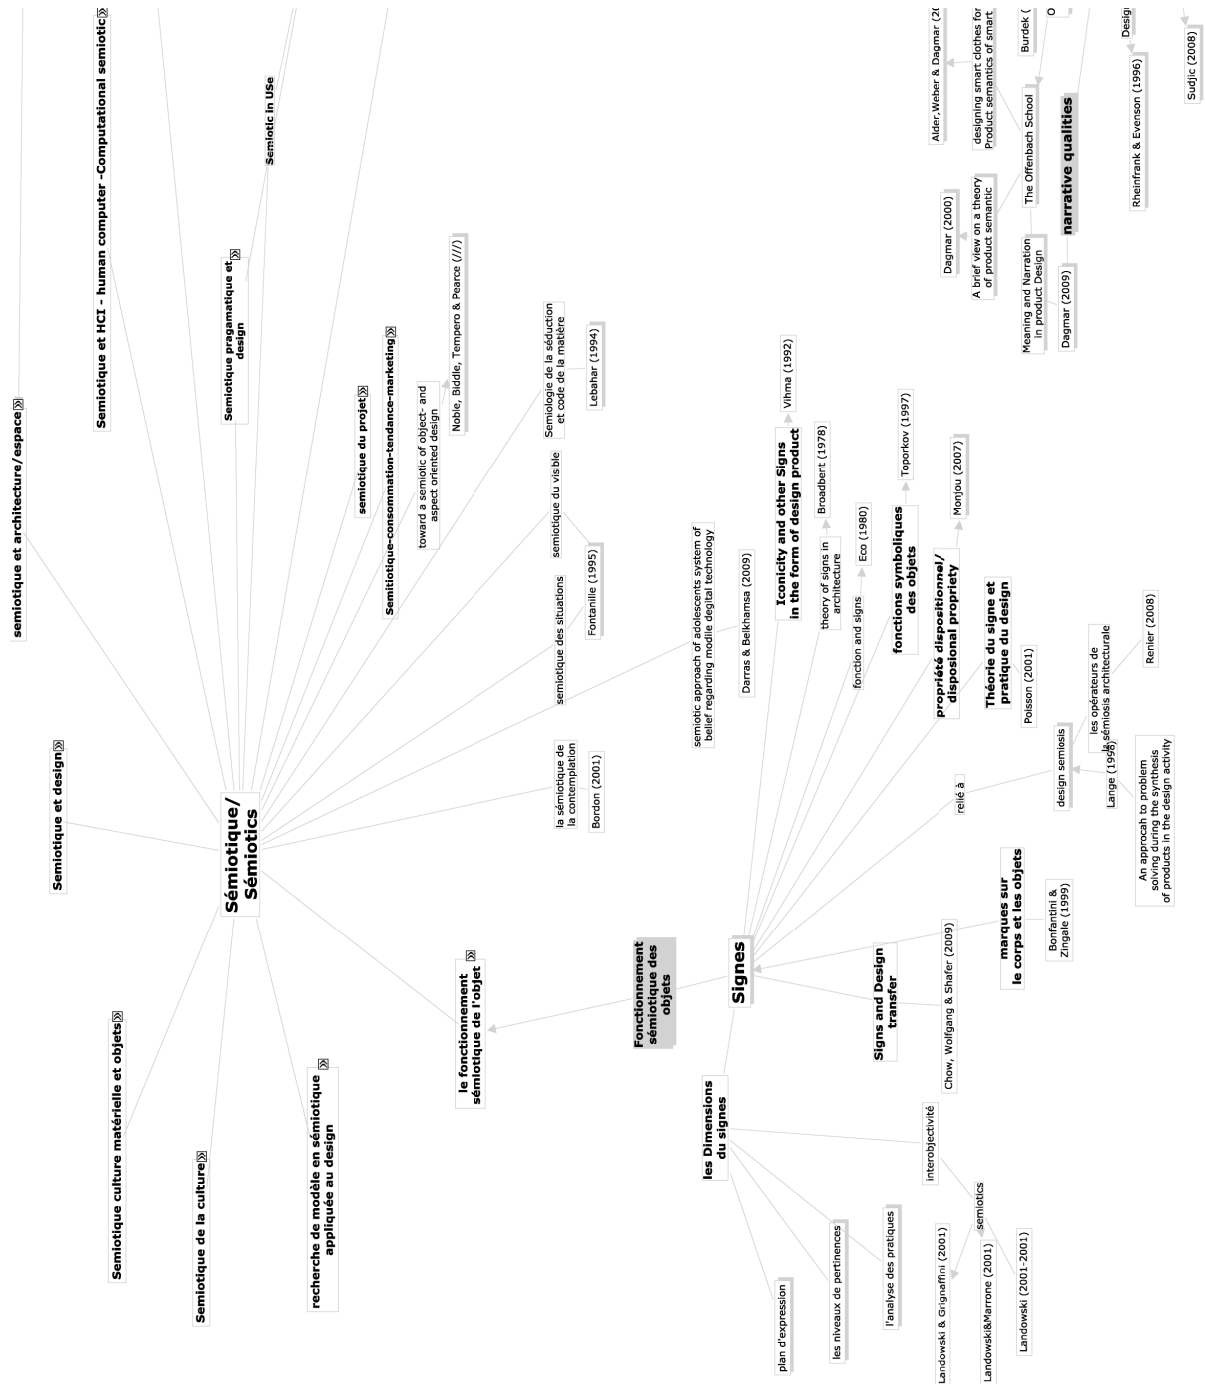 semiotique et architecture/espace
Semiotique et HCI - human computer -Computational semiotic
Semiotic in USe
Semiotique pragamatique et
design
semiotique du projet
Semitiotique-consommation-tendance-marketing
toward a semiotic of object- and
aspect oriented design
Noble, Biddle, Tempero & Pearce (///)
Semiologie de la séduction
et code de la matière
Lebahar (1994)
semiotique du visible
semiotique des situations
Fontanille (1995)
semiotic approach of adolescents system of
belief regarding modile degital technology
Darras & Belkhamsa (2009)
la sémiotique de
la contemplation
Bordon (2001)
Semiotique et design
Sémiotique/
Sémiotics
Semiotique culture matérielle et objets
Semiotique de la culture
recherche de modèle en sémiotique
appliquée au design
le fonctionnement
sémiotique de l'objet
Fonctionnement
sémiotique des
objets
Signes
les Dimensions
du signes
plan d'expression
les niveaux de pertinences
l'analyse des pratiques
interobjectivité
semiotics
Landowski & Grignaffini (2001)
Landowski&Marrone (2001)
Landowski (2001-2001)
Signs and Design
transfer
Chow, Wolfgang & Shafer (2009)
marques sur
le corps et les objets
Bonfantini &
Zingale (1999)
relié à
design semiosis
les opérateurs de
la sémiosis architecturale
Renier (2008)
Lange (1998)
An approcah to problem
solving during the synthesis
of products in the design activity
Iconicity and other Signs
in the form of design product
Vihma (1992)
theory of signs in
architecture
Broadbert (1978)
fonction and signs
Eco (1980)
fonctions symboliques
des objets
Toporkov (1997)
propriété dispositionnel/
disposional propriety
Monjou (2007)
Théorie du signe et
pratique du design
Poisson (2001)
Alder,Weber & Dagmar (2(
designing smart clothes for
Product semantics of smart
Burdek (
O
The Offenbach School
narrative qualities
Dagmar (2000)
A brief view on a theory
of product semantic
Meaning and Narration
in product Design
Dagmar (2009)
Desig
Rheinfrank & Evenson (1996)
Sudjic (2008)